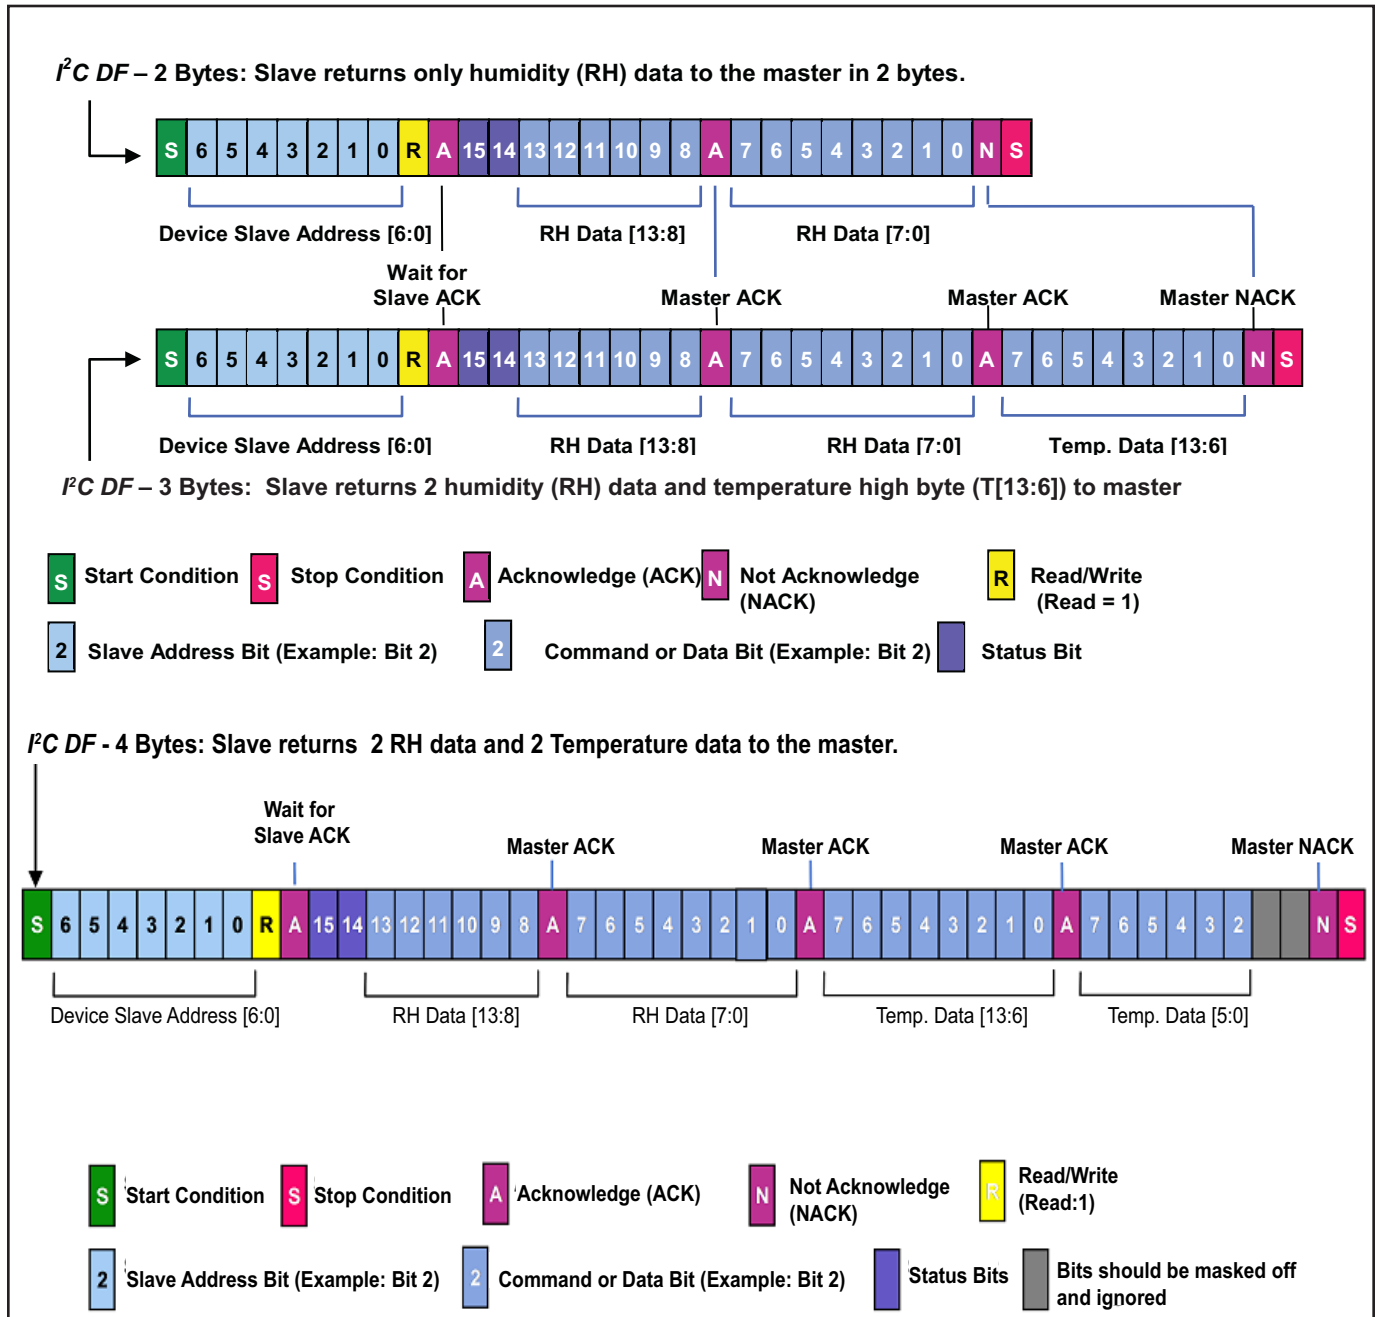 I²C DF – 2 Bytes: Slave returns only humidity (RH) data to the master in 2 bytes.
S 6 5 4 3 2 1 0 R A 15 14 13 12 11 10 9 8 A 7 6 5 4 3 2 1 0 N S
Device Slave Address [6:0] RH Data [13:8] RH Data [7:0]
Wait for
Slave ACK Master ACK Master ACK Master NACK
S 6 5 4 3 2 1 0 R A 15 14 13 12 11 10 9 8 A 7 6 5 4 3 2 1 0 A 7 6 5 4 3 2 1 0 N S
Device Slave Address [6:0] RH Data [13:8] RH Data [7:0] Temp. Data [13:6]
I²C DF – 3 Bytes: Slave returns 2 humidity (RH) data and temperature high byte (T[13:6]) to master
S Start Condition S Stop Condition A Acknowledge (ACK) N Not Acknowledge
(NACK) R Read/Write
(Read = 1)
2 Slave Address Bit (Example: Bit 2) 2 Command or Data Bit (Example: Bit 2) Status Bit
I²C DF - 4 Bytes: Slave returns 2 RH data and 2 Temperature data to the master.
Wait for
Slave ACK Master ACK Master ACK Master ACK Master NACK
S 6 5 4 3 2 1 0 R A 15 14 13 12 11 10 9 8 A 7 6 5 4 3 2 1 0 A 7 6 5 4 3 2 1 0 A 7 6 5 4 3 2 N S
Device Slave Address [6:0] RH Data [13:8] RH Data [7:0] Temp. Data [13:6] Temp. Data [5:0]
S Start Condition S Stop Condition A Acknowledge (ACK) N Not Acknowledge
(NACK) R Read/Write
(Read:1)
2 Slave Address Bit (Example: Bit 2) 2 Command or Data Bit (Example: Bit 2) Status Bits Bits should be masked off
and ignored